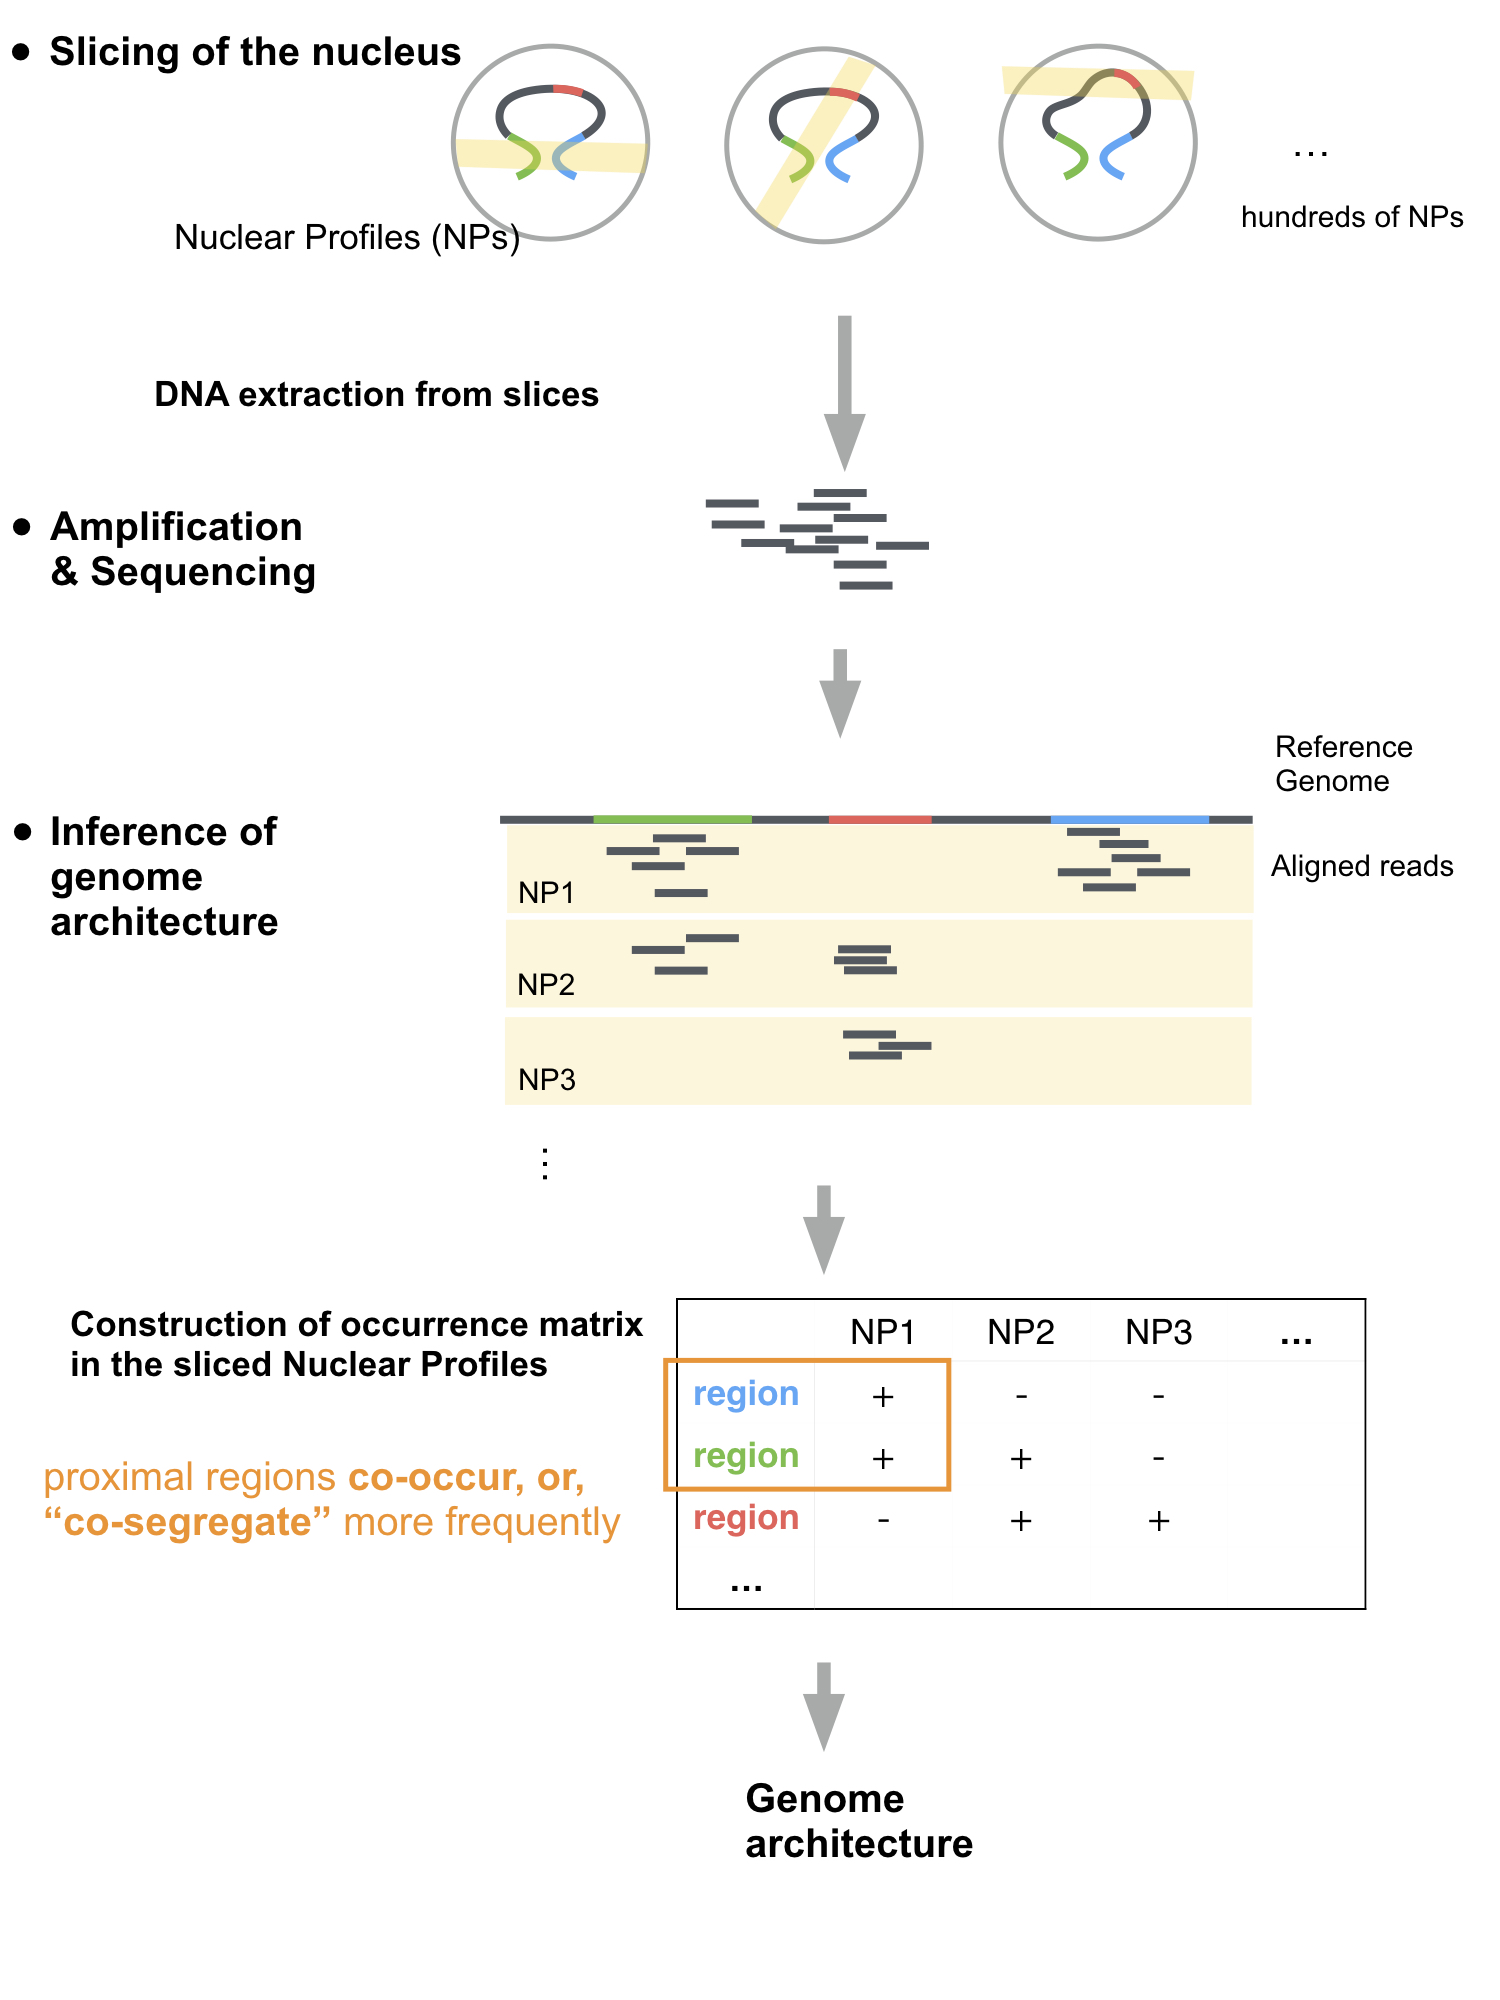 • Slicing of the nucleus
Nuclear Profiles (NPs)
...
hundreds of NPs
DNA extraction from slices
• Amplification
& Sequencing
Reference
Genome
• Inference of
genome
architecture
Aligned reads
NP1
NP2
NP3
⋮
Construction of occurrence matrix
in the sliced Nuclear Profiles
NP1 NP2 NP3 ...
region + - -
region + + -
region - + +
...
proximal regions co-occur, or,
“co-segregate” more frequently
Genome
architecture